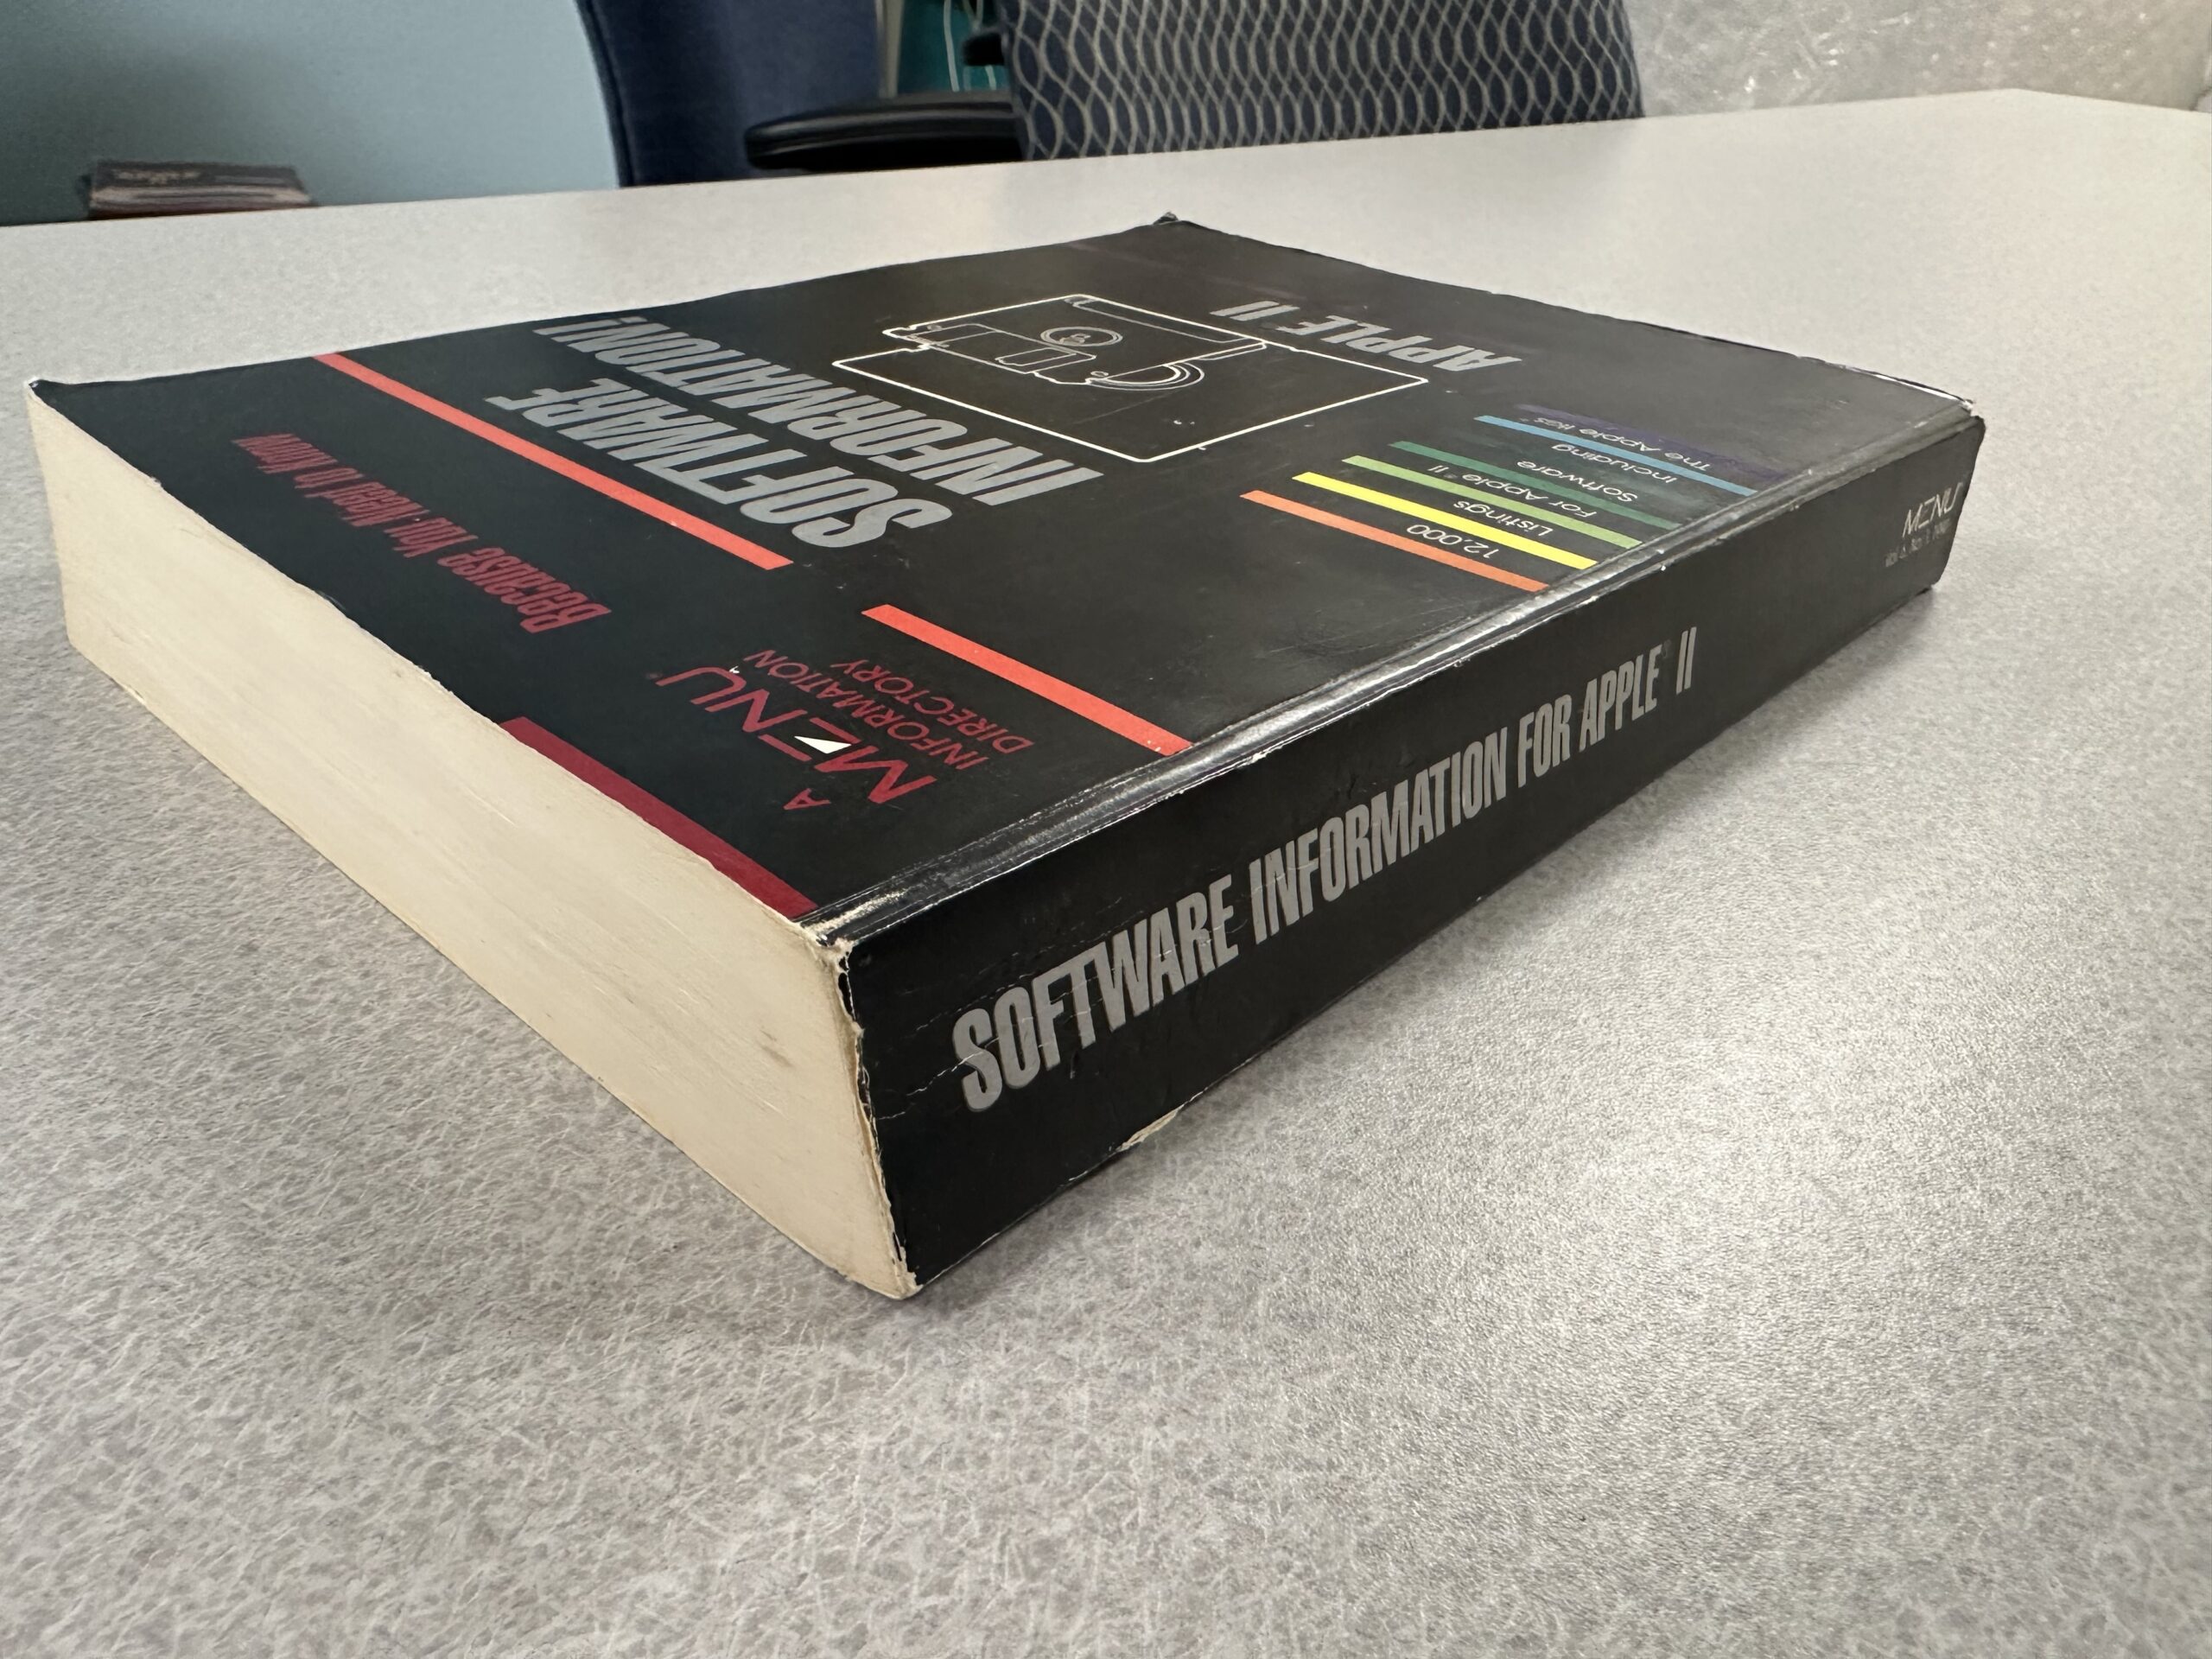 Because You Need to Know
A
MENU
INFORMATION
DIRECTORY
SOFTWARE
INFORMATION!
APPLE II
12,000
Listings
For Apple II
Software
Including
The Apple IIGS
SOFTWARE INFORMATION FOR APPLE II
MENU